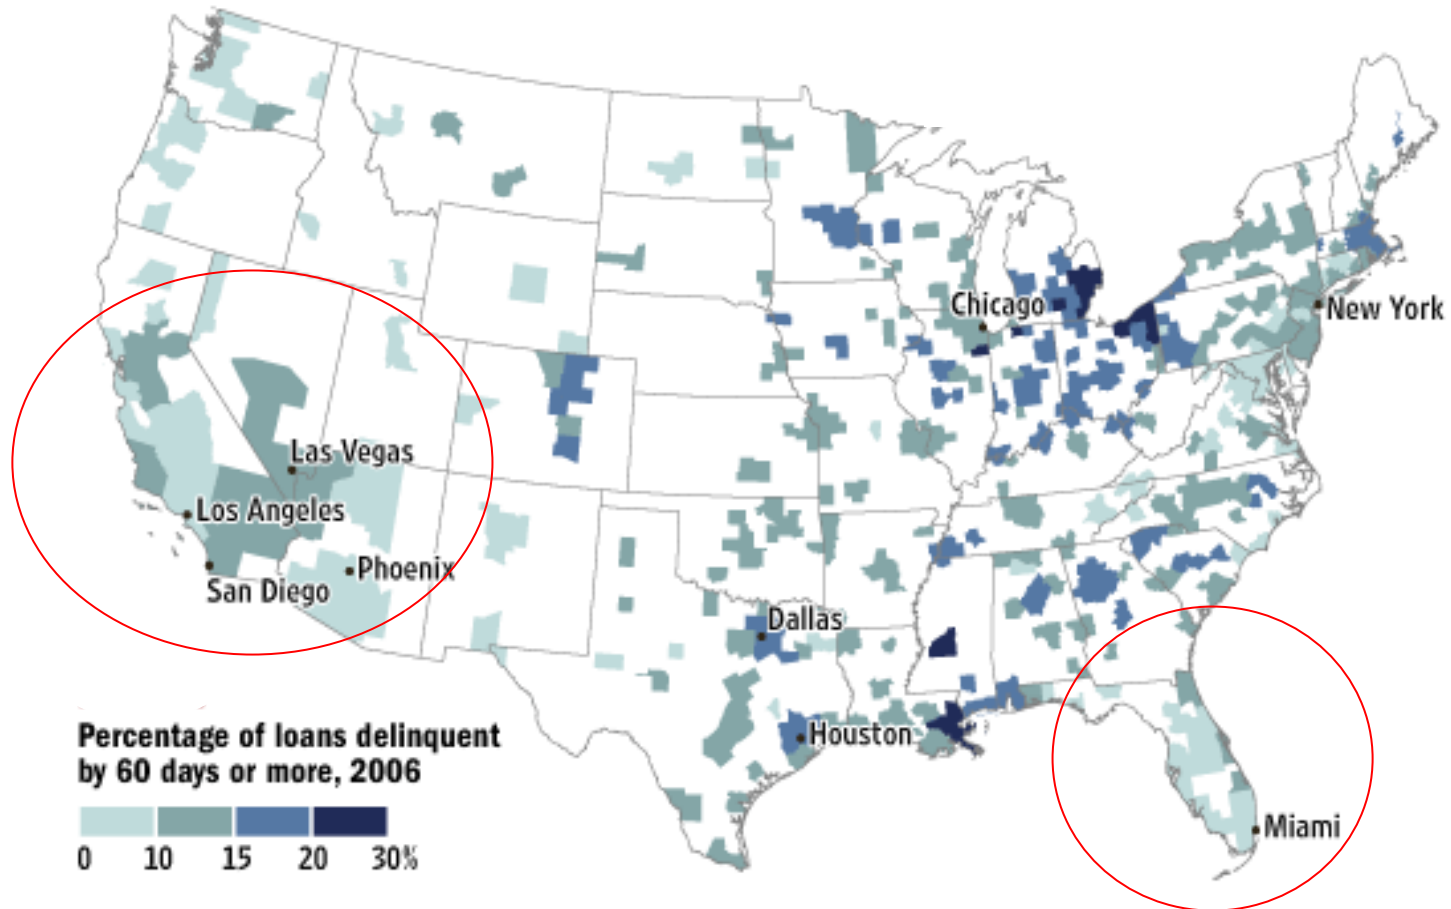 Chicago
New York
Las Vegas
Los Angeles
Phoenix
San Diego
Dallas
Houston
Miami
Percentage of loans delinquent
by 60 days or more, 2006
0 10 15 20 30%